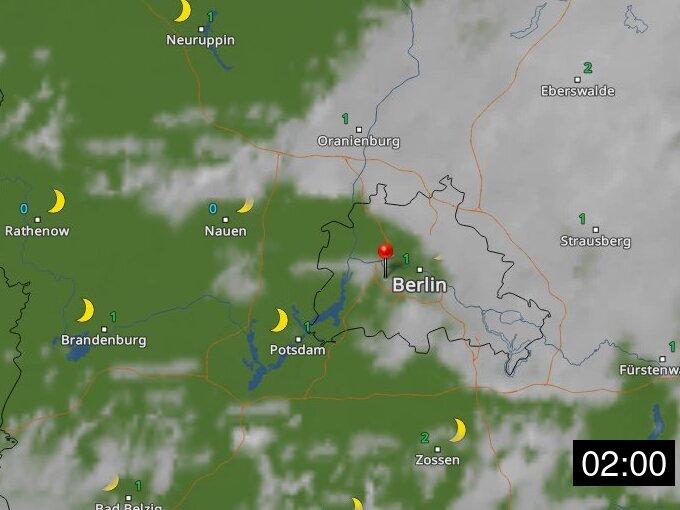 1
Neuruppin
2
Eberswalde
1
Oranienburg
0
Rathenow
0
Nauen
1
Strausberg
1
Berlin
1
Brandenburg
1
Potsdam
1
Fürstenwa
2
Zossen
02:00
1
Bad Belzig